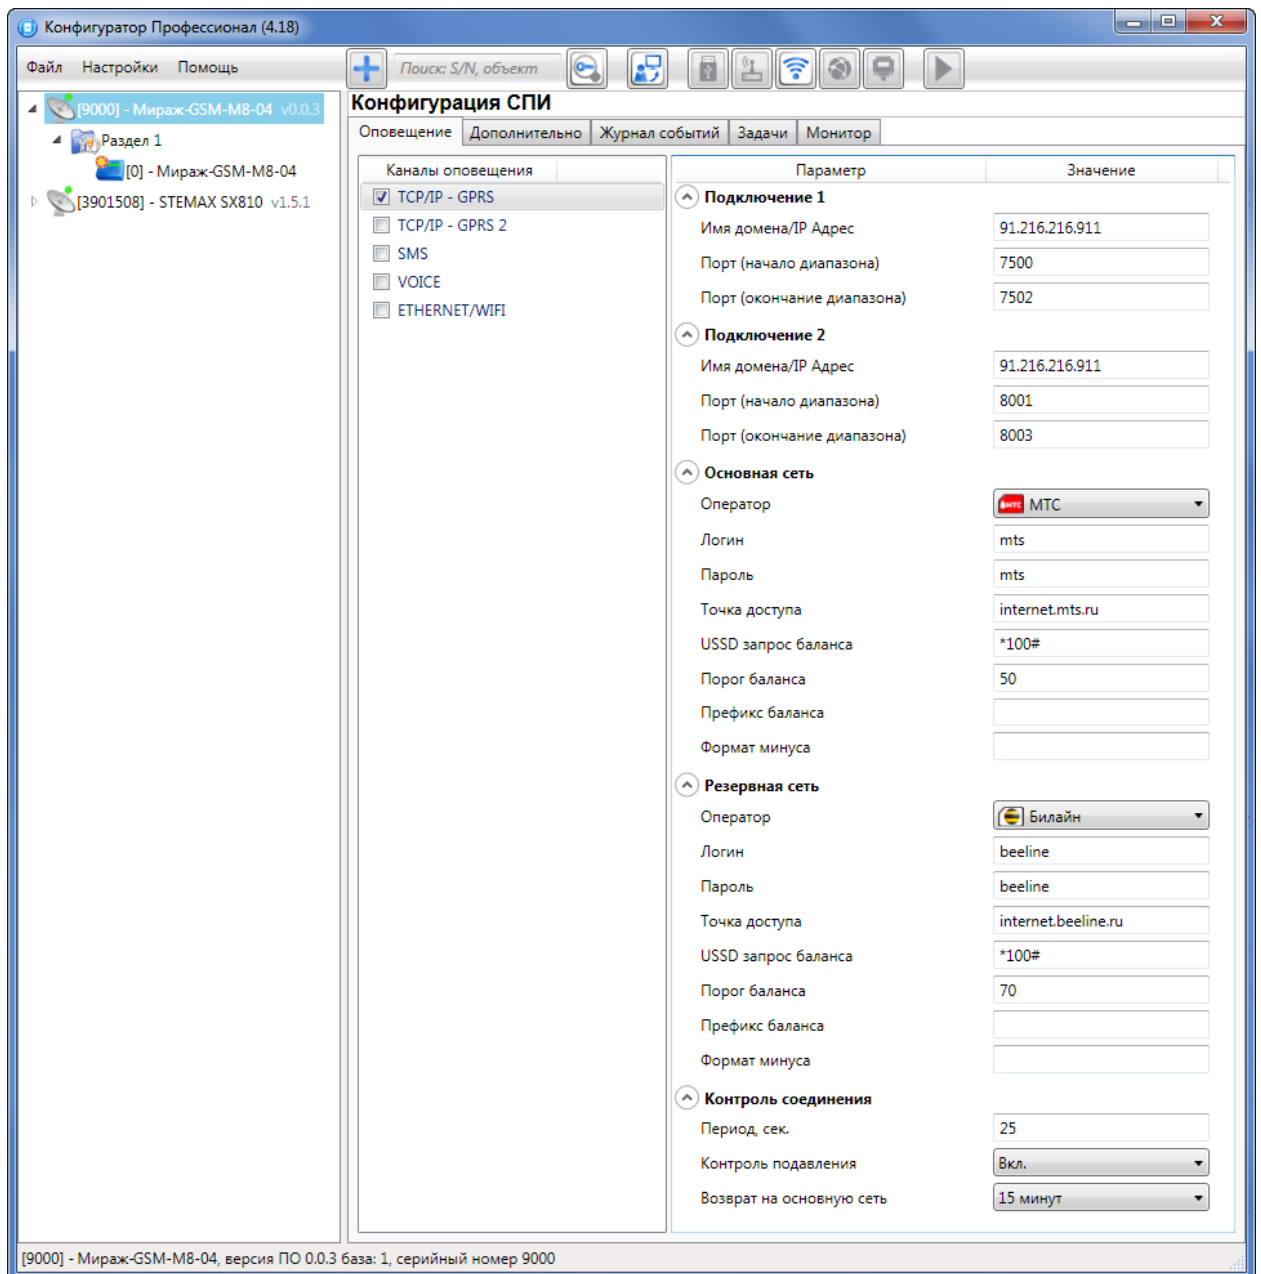 Конфигуратор Профессионал (4.18)
Файл Настройки Помощь
Поиск: S/N, объект
[9000] - Мираж-GSM-M8-04 v0.0.3
Раздел 1
[0] - Мираж-GSM-M8-04
[3901508] - STEMAX SX810 v1.5.1
Конфигурация СПИ
Оповещение Дополнительно Журнал событий Задачи Монитор
Каналы оповещения
TCP/IP - GPRS
TCP/IP - GPRS 2
SMS
VOICE
ETHERNET/WIFI
Параметр Значение
Подключение 1
Имя домена/IP Адрес 91.216.216.911
Порт (начало диапазона) 7500
Порт (окончание диапазона) 7502
Подключение 2
Имя домена/IP Адрес 91.216.216.911
Порт (начало диапазона) 8001
Порт (окончание диапазона) 8003
Основная сеть
Оператор МТС
Логин mts
Пароль mts
Точка доступа internet.mts.ru
USSD запрос баланса *100#
Порог баланса 50
Префикс баланса
Формат минуса
Резервная сеть
Оператор Билайн
Логин beeline
Пароль beeline
Точка доступа internet.beeline.ru
USSD запрос баланса *100#
Порог баланса 70
Префикс баланса
Формат минуса
Контроль соединения
Период, сек. 25
Контроль подавления Вкл.
Возврат на основную сеть 15 минут
[9000] - Мираж-GSM-M8-04, версия ПО 0.0.3 база: 1, серийный номер 9000